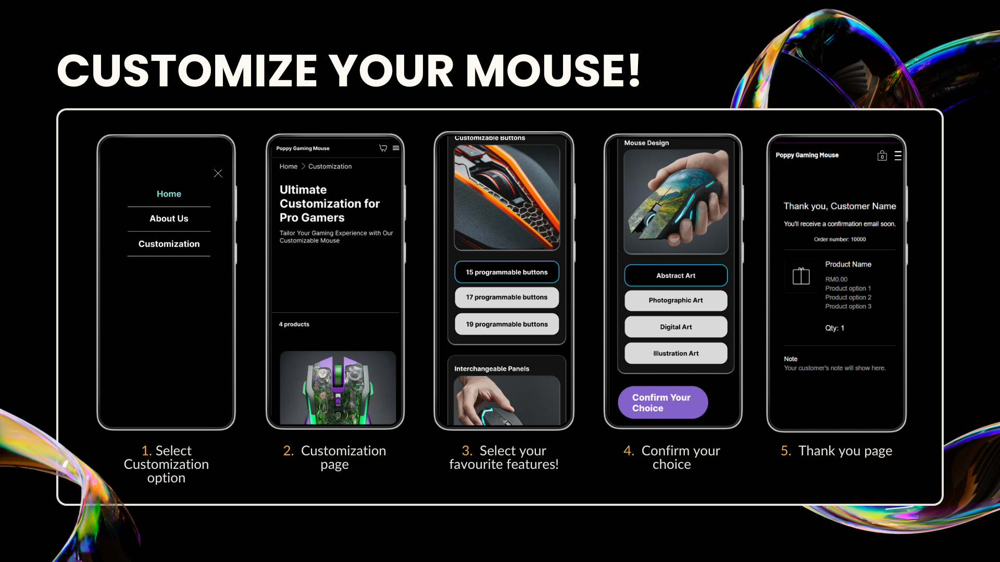 CUSTOMIZE YOUR MOUSE!
Home
About Us
Customization
1. Select
Customization
option
Poppy Gaming Mouse
Home > Customization
Ultimate
Customization for
Pro Gamers
Tailor Your Gaming Experience with Our
Customizable Mouse
4 products
2. Customization
page
Customizable Buttons
15 programmable buttons
17 programmable buttons
19 programmable buttons
Interchangeable Panels
3. Select your
favourite features!
Mouse Design
Abstract Art
Photographic Art
Digital Art
Illustration Art
Confirm Your
Choice
4. Confirm your
choice
Poppy Gaming Mouse
0
Thank you, Customer Name
You'll receive a confirmation email soon.
Order number: 10000
Product Name
RM0.00
Product option 1
Product option 2
Product option 3
Qty: 1
Note
Your customer's note will show here.
5. Thank you page